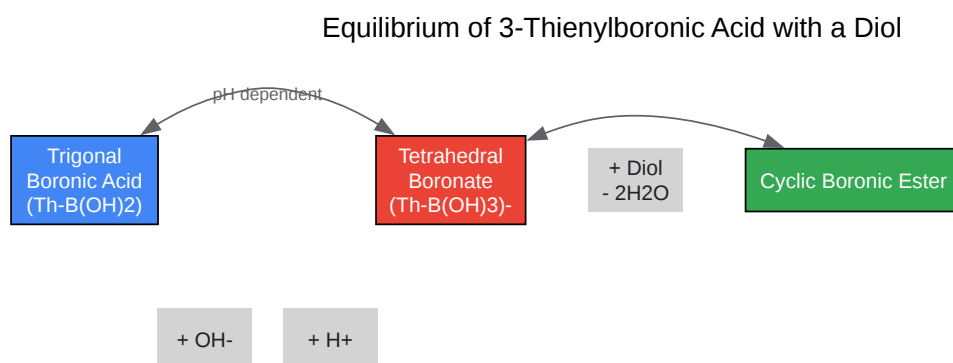 Equilibrium of 3-Thienylboronic Acid with a Diol
pH dependent
Trigonal
Boronic Acid
(Th-B(OH)2)
Tetrahedral
Boronate
(Th-B(OH)3)-
+ Diol
- 2H2O
Cyclic Boronic Ester
+ OH-
+ H+